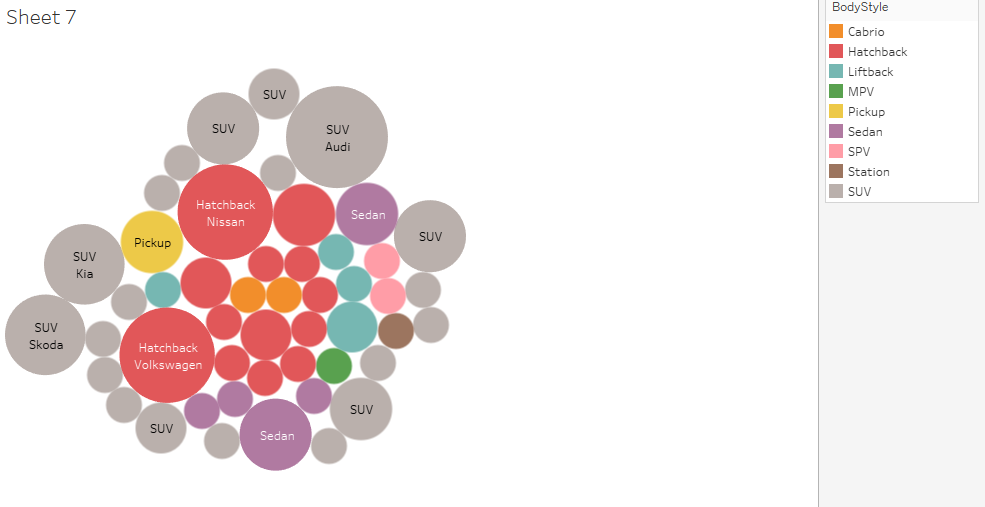 Sheet 7
BodyStyle
Cabrio
Hatchback
Liftback
MPV
Pickup
Sedan
SPV
Station
SUV
SUV
SUV
SUV
Audi
Hatchback
Nissan
Sedan
SUV
Pickup
SUV
Kia
SUV
Skoda
Hatchback
Volkswagen
SUV
SUV
Sedan